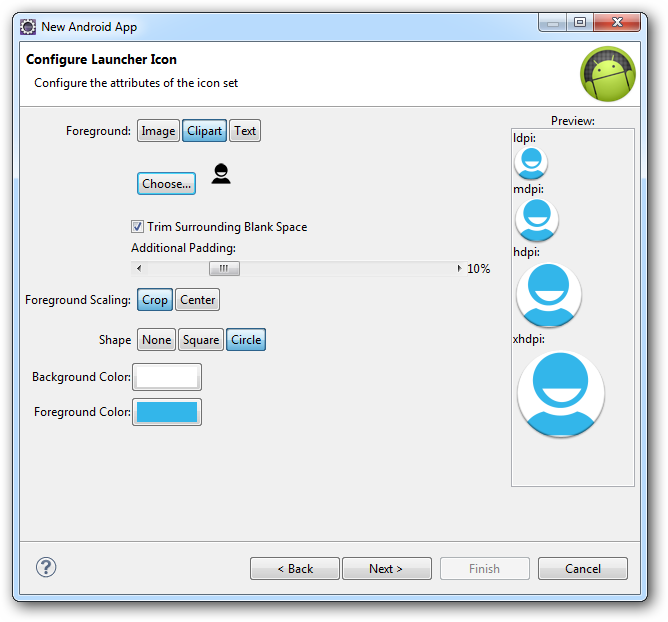 New Android App
Configure Launcher Icon
Configure the attributes of the icon set
Foreground: Image Clipart Text
Choose...
Trim Surrounding Blank Space
Additional Padding:
10%
Foreground Scaling: Crop Center
Shape None Square Circle
Background Color:
Foreground Color:
Preview:
ldpi:
mdpi:
hdpi:
xhdpi:
? < Back Next > Finish Cancel